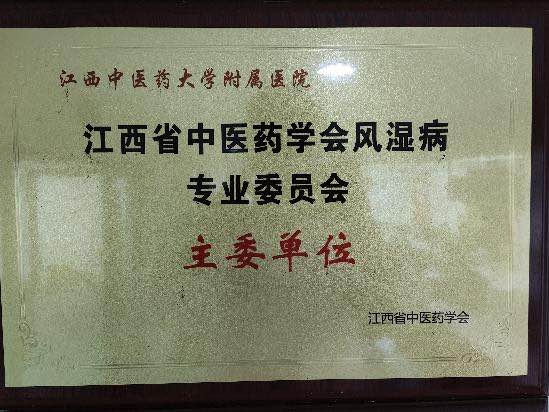 江西中医药大学附属医院
江西省中医药学会风湿病
专业委员会
主委单位
江西省中医药学会